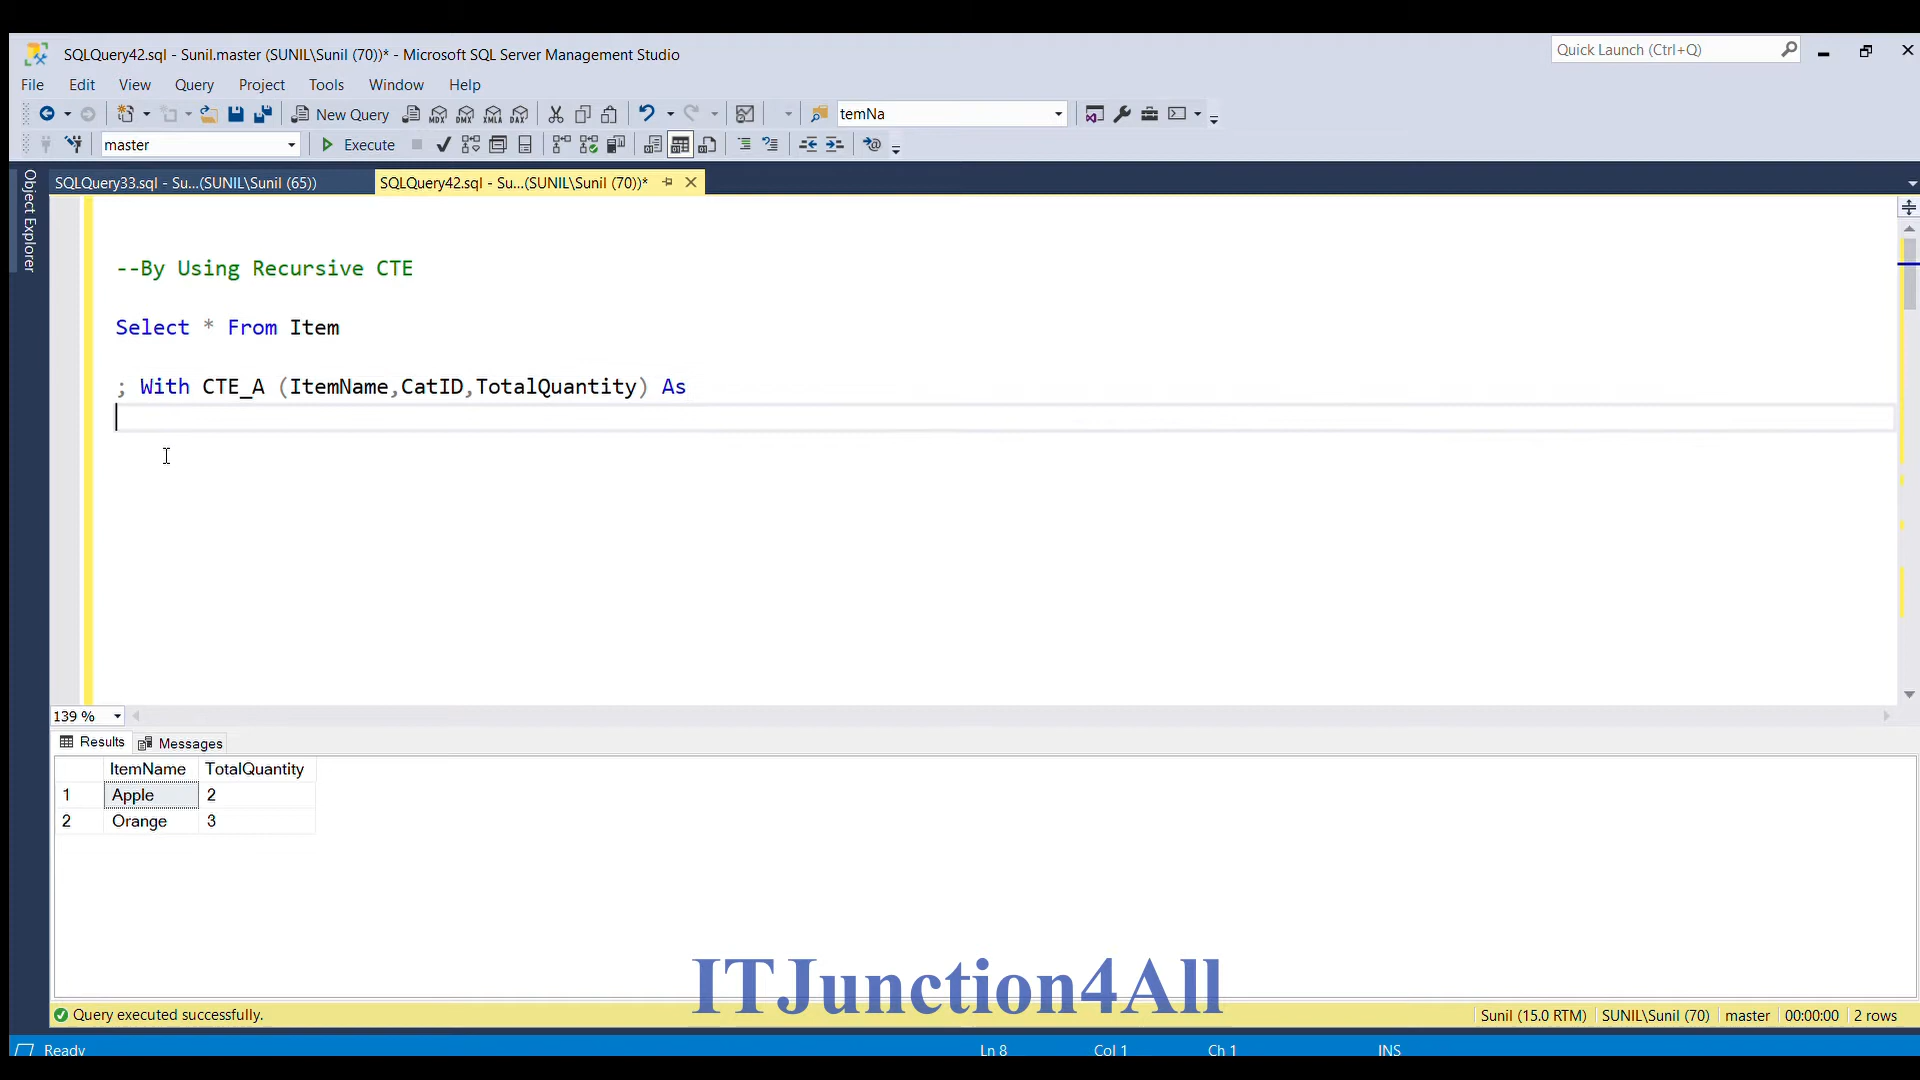 SQLQuery42.sql - Sunil.master (SUNIL\Sunil (70))* - Microsoft SQL Server Management Studio
Quick Launch (Ctrl+Q)
File Edit View Query Project Tools Window Help
New Query
MDX DMX XMLA DAX
temNa
master
Execute
SQLQuery33.sql - Su...(SUNIL\Sunil (65))
SQLQuery42.sql - Su...(SUNIL\Sunil (70))*
Object Explorer
--By Using Recursive CTE
Select * From Item
; With CTE_A (ItemName,CatID,TotalQuantity) As
139 %
Results Messages
ItemName TotalQuantity
1 Apple 2
2 Orange 3
ITJunction4All
Query executed successfully.
Sunil (15.0 RTM) SUNIL\Sunil (70) master 00:00:00 2 rows
Ready Ln 8 Col 1 Ch 1 INS